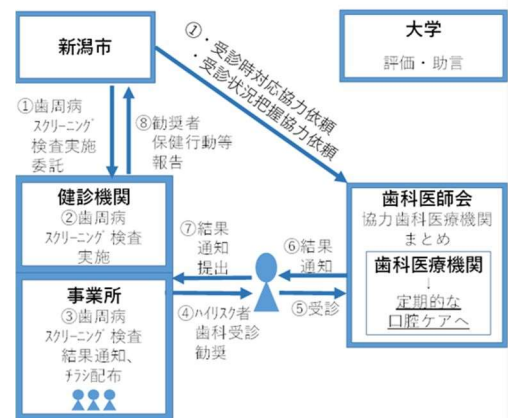 新潟市
大学
評価・助言
①・受診時対応協力依頼
・受診状況把握協力依頼
①歯周病
スクリーニング
検査実施
委託
⑧勧奨者
保健行動等
報告
健診機関
②歯周病
スクリーニング検査
実施
歯科医師会
協力歯科医療機関
まとめ
歯科医療機関
↓
定期的な
口腔ケアへ
⑦結果
通知
提出
⑥結果
通知
事業所
③歯周病
スクリーニング検査
結果通知、
チラシ配布
④ハイリスク者
歯科受診
勧奨
⑤受診